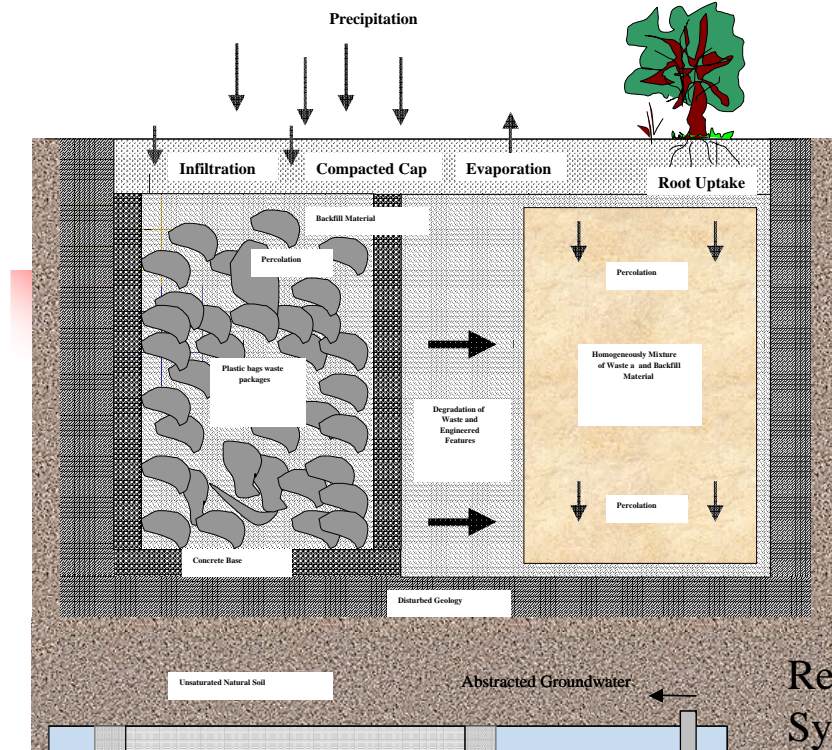 Precipitation
Infiltration
Compacted Cap
Evaporation
Root Uptake
Backfill Material
Percolation
Percolation
Plastic bags waste
packages
Homogeneously Mixture
of Waste a and Backfill
Material
Degradation of
Waste and
Engineered
Features
Percolation
Concrete Base
Disturbed Geology
Unsaturated Natural Soil
Abstracted Groundwater
Re
Sy